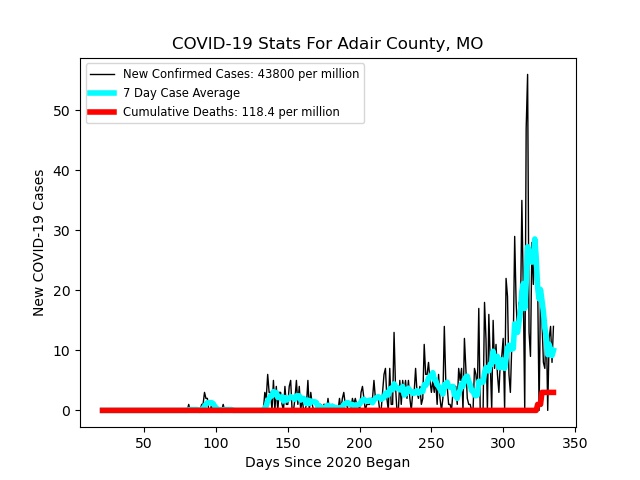 COVID-19 Stats For Adair County, MO
New Confirmed Cases: 43800 per million
7 Day Case Average
Cumulative Deaths: 118.4 per million
New COVID-19 Cases
50
40
30
20
10
0
50 100 150 200 250 300 350
Days Since 2020 Began